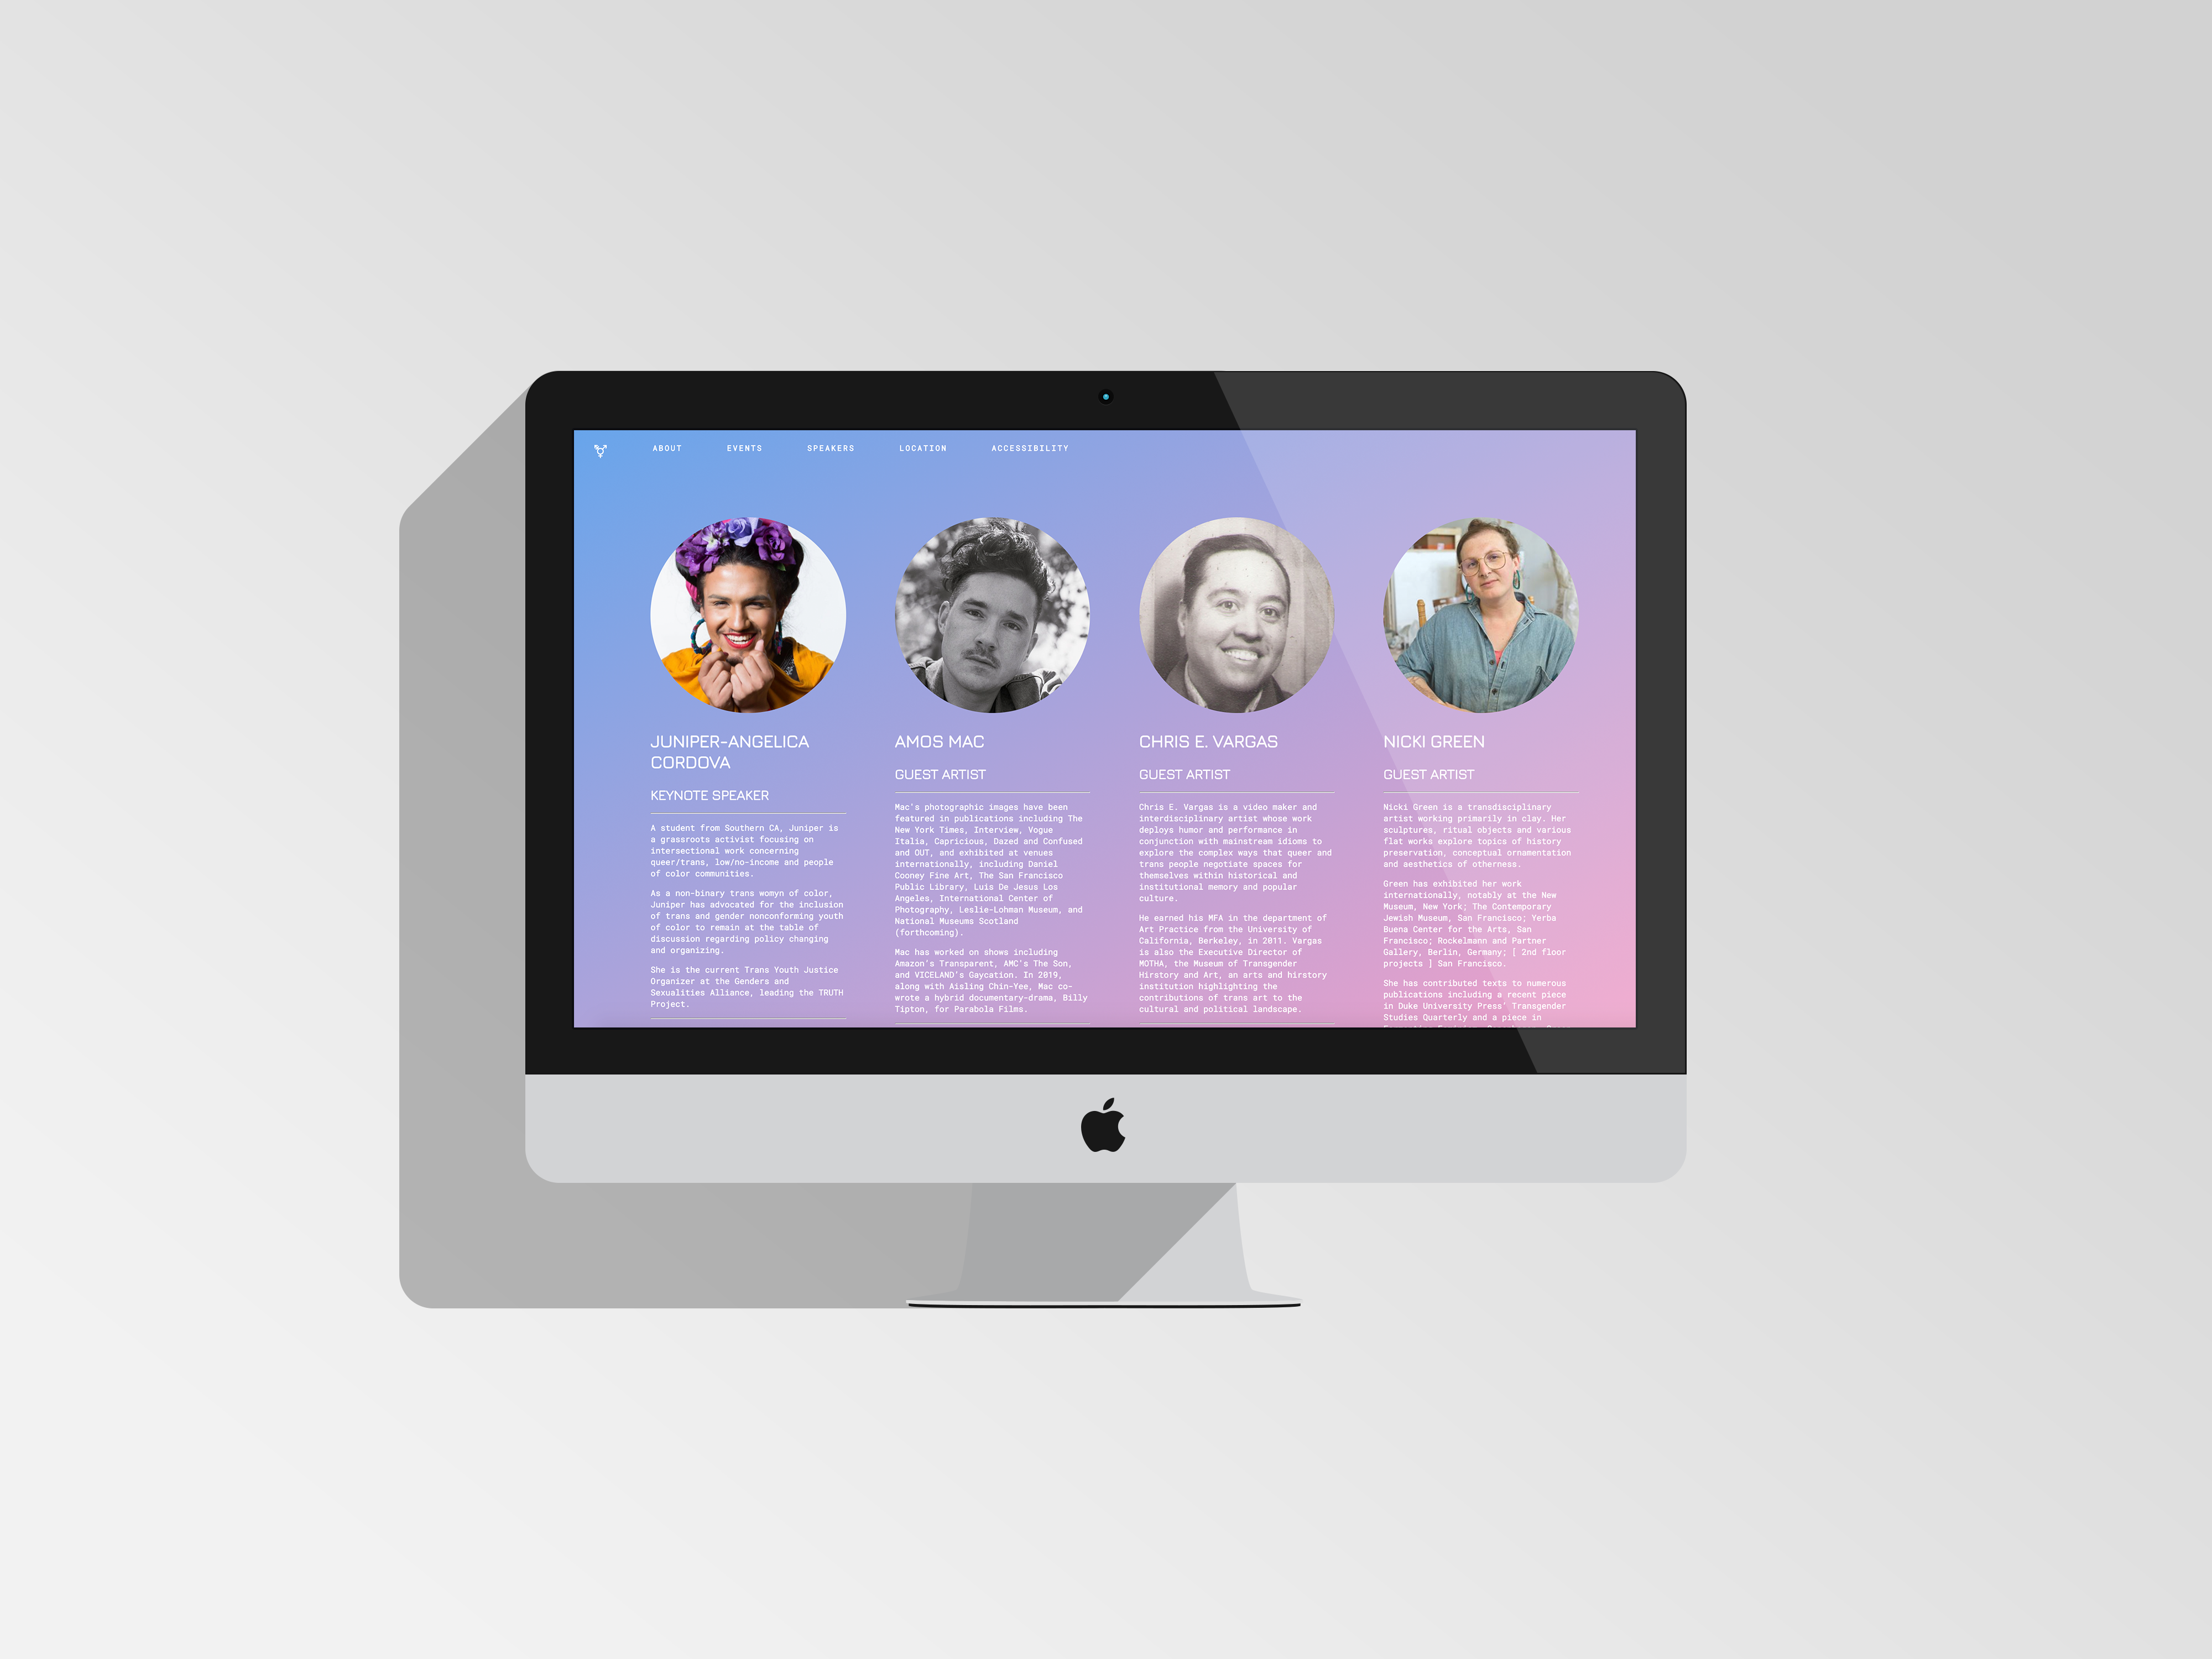 ABOUT EVENTS SPEAKERS LOCATION ACCESSIBILITY
JUNIPER-ANGELICA
CORDOVA
KEYNOTE SPEAKER
A student from Southern CA, Juniper is
a grassroots activist focusing on
intersectional work concerning
queer/trans, low/no-income and people
of color communities.
As a non-binary trans womyn of color,
Juniper has advocated for the inclusion
of trans and gender nonconforming youth
of color to remain at the table of
discussion regarding policy changing
and organizing.
She is the current Trans Youth Justice
Organizer at the Genders and
Sexualities Alliance, leading the TRUTH
Project.
AMOS MAC
GUEST ARTIST
Mac's photographic images have been
featured in publications including The
New York Times, Interview, Vogue
Italia, Capricious, Dazed and Confused
and OUT, and exhibited at venues
internationally, including Daniel
Cooney Fine Art, The San Francisco
Public Library, Luis De Jesus Los
Angeles, International Center of
Photography, Leslie-Lohman Museum, and
National Museums Scotland
(forthcoming).
Mac has worked on shows including
Amazon's Transparent, AMC's The Son,
and VICELAND's Gaycation. In 2019,
along with Aisling Chin-Yee, Mac co-
wrote a hybrid documentary-drama, Billy
Tipton, for Parabola Films.
CHRIS E. VARGAS
GUEST ARTIST
Chris E. Vargas is a video maker and
interdisciplinary artist whose work
deploys humor and performance in
conjunction with mainstream idioms to
explore the complex ways that queer and
trans people negotiate spaces for
themselves within historical and
institutional memory and popular
culture.
He earned his MFA in the department of
Art Practice from the University of
California, Berkeley, in 2011. Vargas
is also the Executive Director of
MOTHA, the Museum of Transgender
Hirstory and Art, an arts and hirstory
institution highlighting the
contributions of trans art to the
cultural and political landscape.
NICKI GREEN
GUEST ARTIST
Nicki Green is a transdisciplinary
artist working primarily in clay. Her
sculptures, ritual objects and various
flat works explore topics of history
preservation, conceptual ornamentation
and aesthetics of otherness.
Green has exhibited her work
internationally, notably at the New
Museum, New York; The Contemporary
Jewish Museum, San Francisco; Yerba
Buena Center for the Arts, San
Francisco; Rockelmann and Partner
Gallery, Berlin, Germany; [ 2nd floor
projects ] San Francisco.
She has contributed texts to numerous
publications including a recent piece
in Duke University Press' Transgender
Studies Quarterly and a piece in